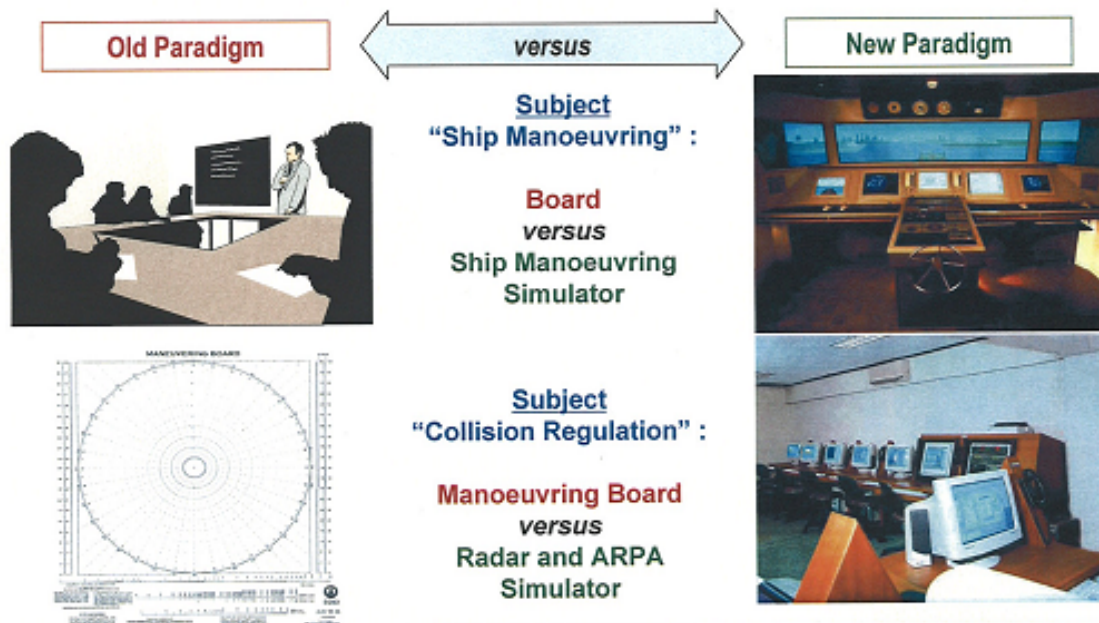 Old Paradigm
versus
New Paradigm
Subject
“Ship Manoeuvring” :
Board
versus
Ship Manoeuvring
Simulator
MANEUVERING BOARD
Subject
“Collision Regulation” :
Manoeuvring Board
versus
Radar and ARPA
Simulator